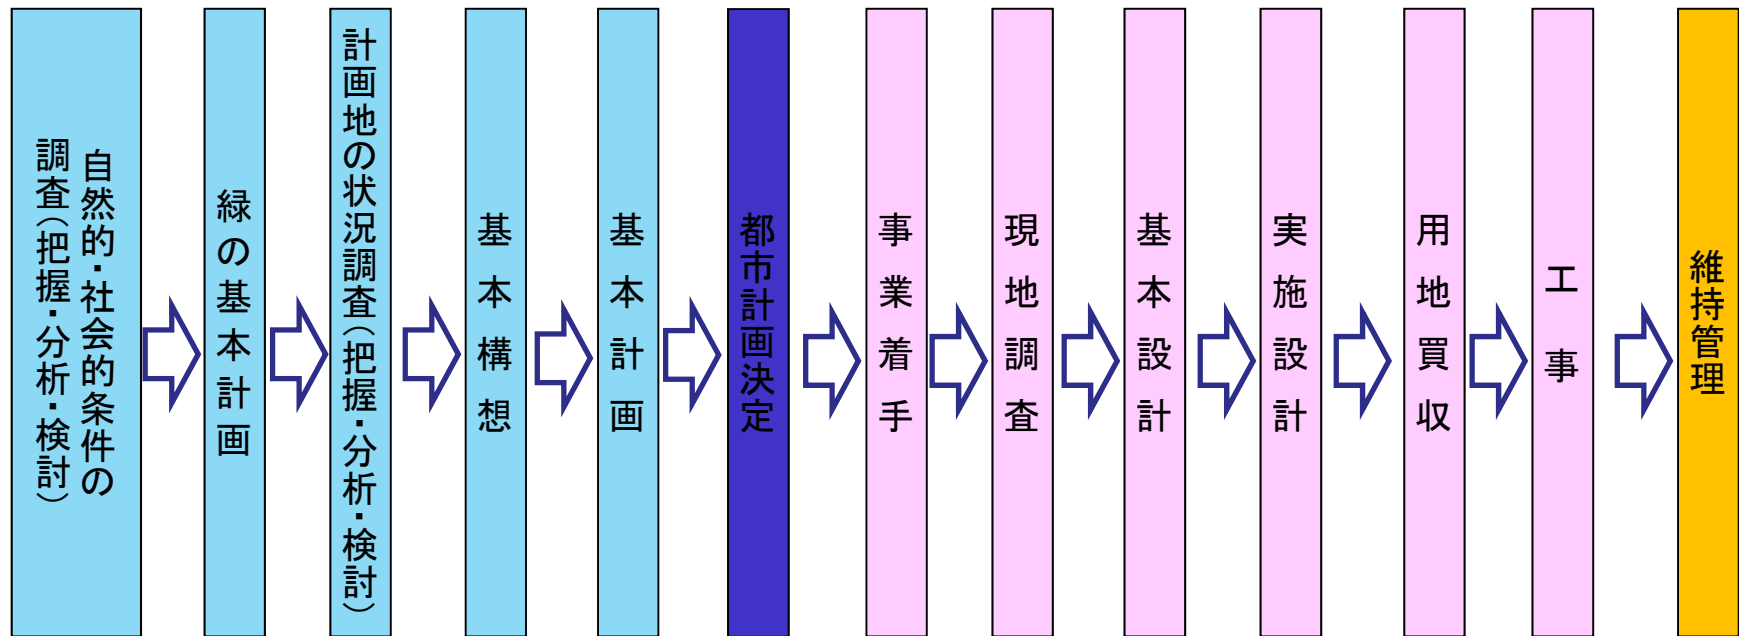 自然的・社会的条件の
調査（把握・分析・検討）
緑の基本計画
計画地の状況調査（把握・分析・検討）
基本構想
基本計画
都市計画決定
事業着手
現地調査
基本設計
実施設計
用地買収
工事
維持管理